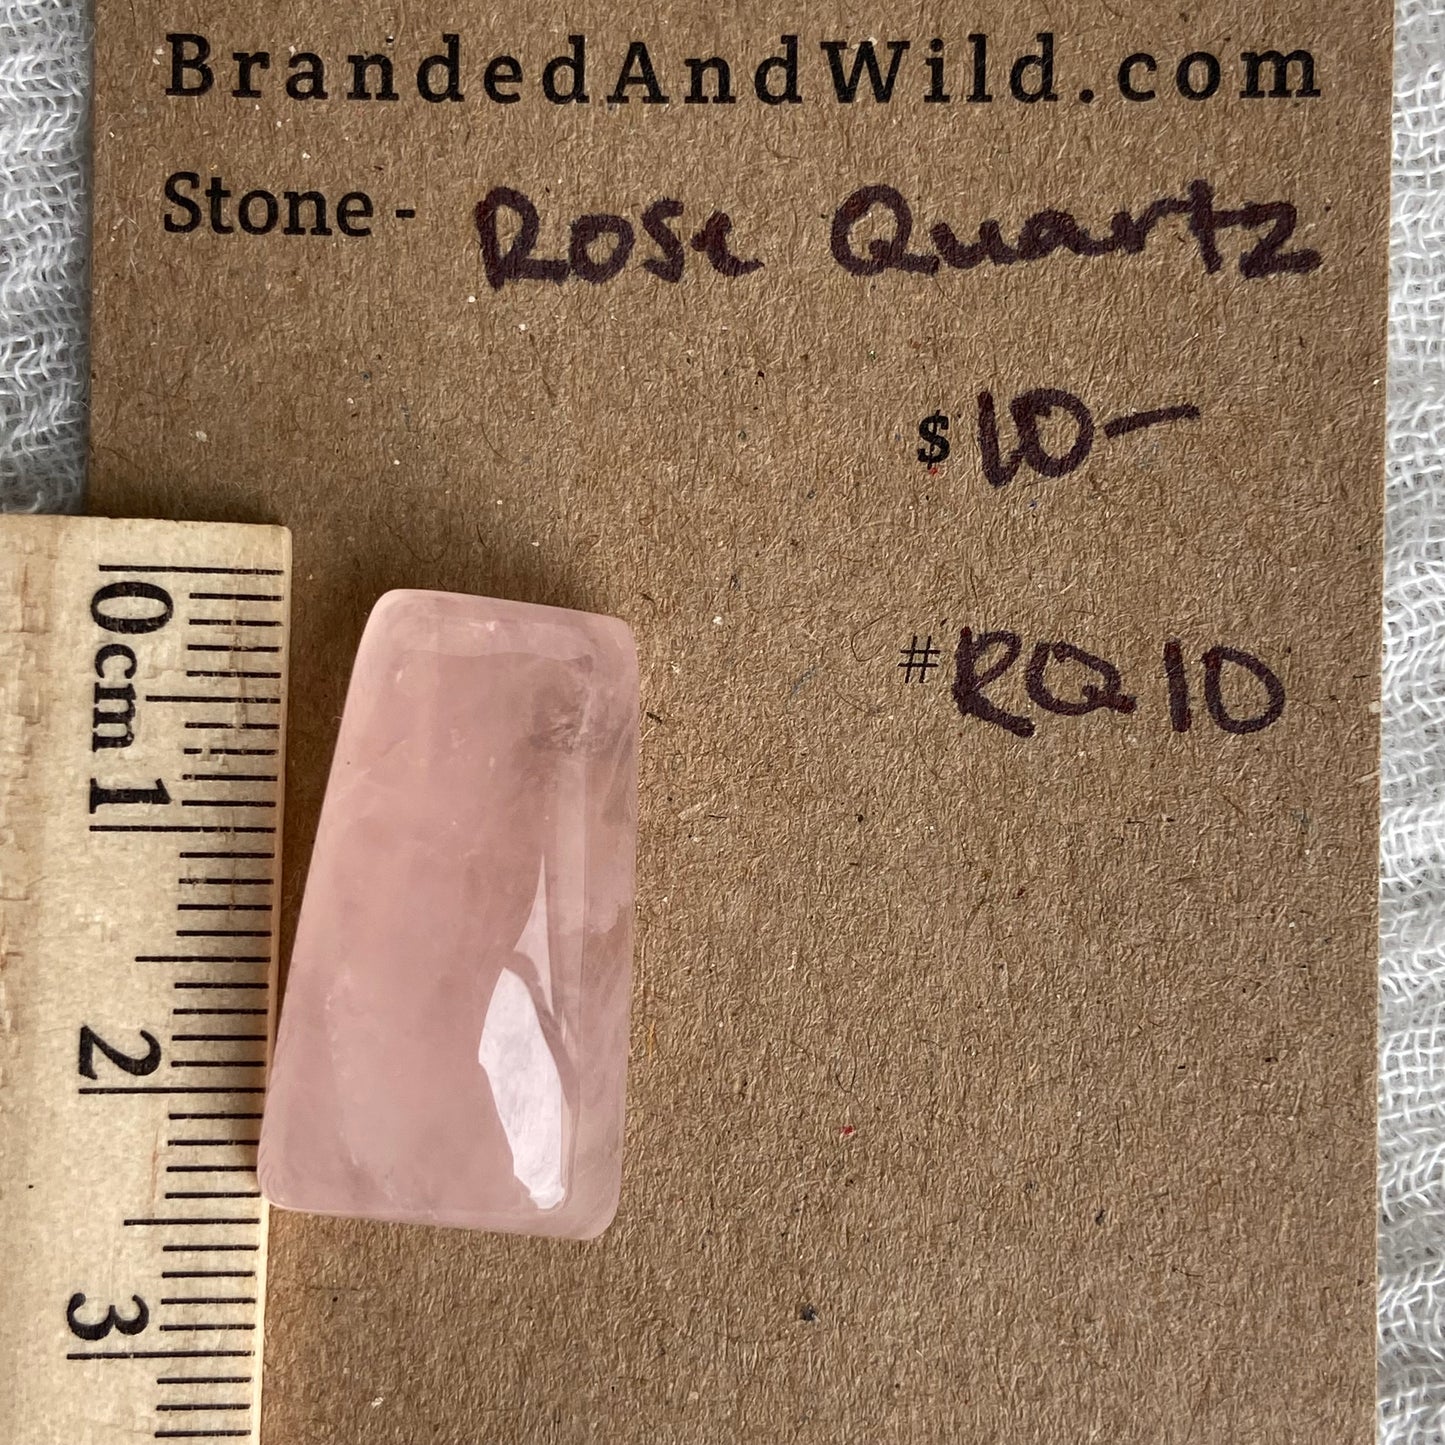 BrandedAndWild.com
Stone - Rose Quartz
$10-
#RQ10
0cm 1
2
3